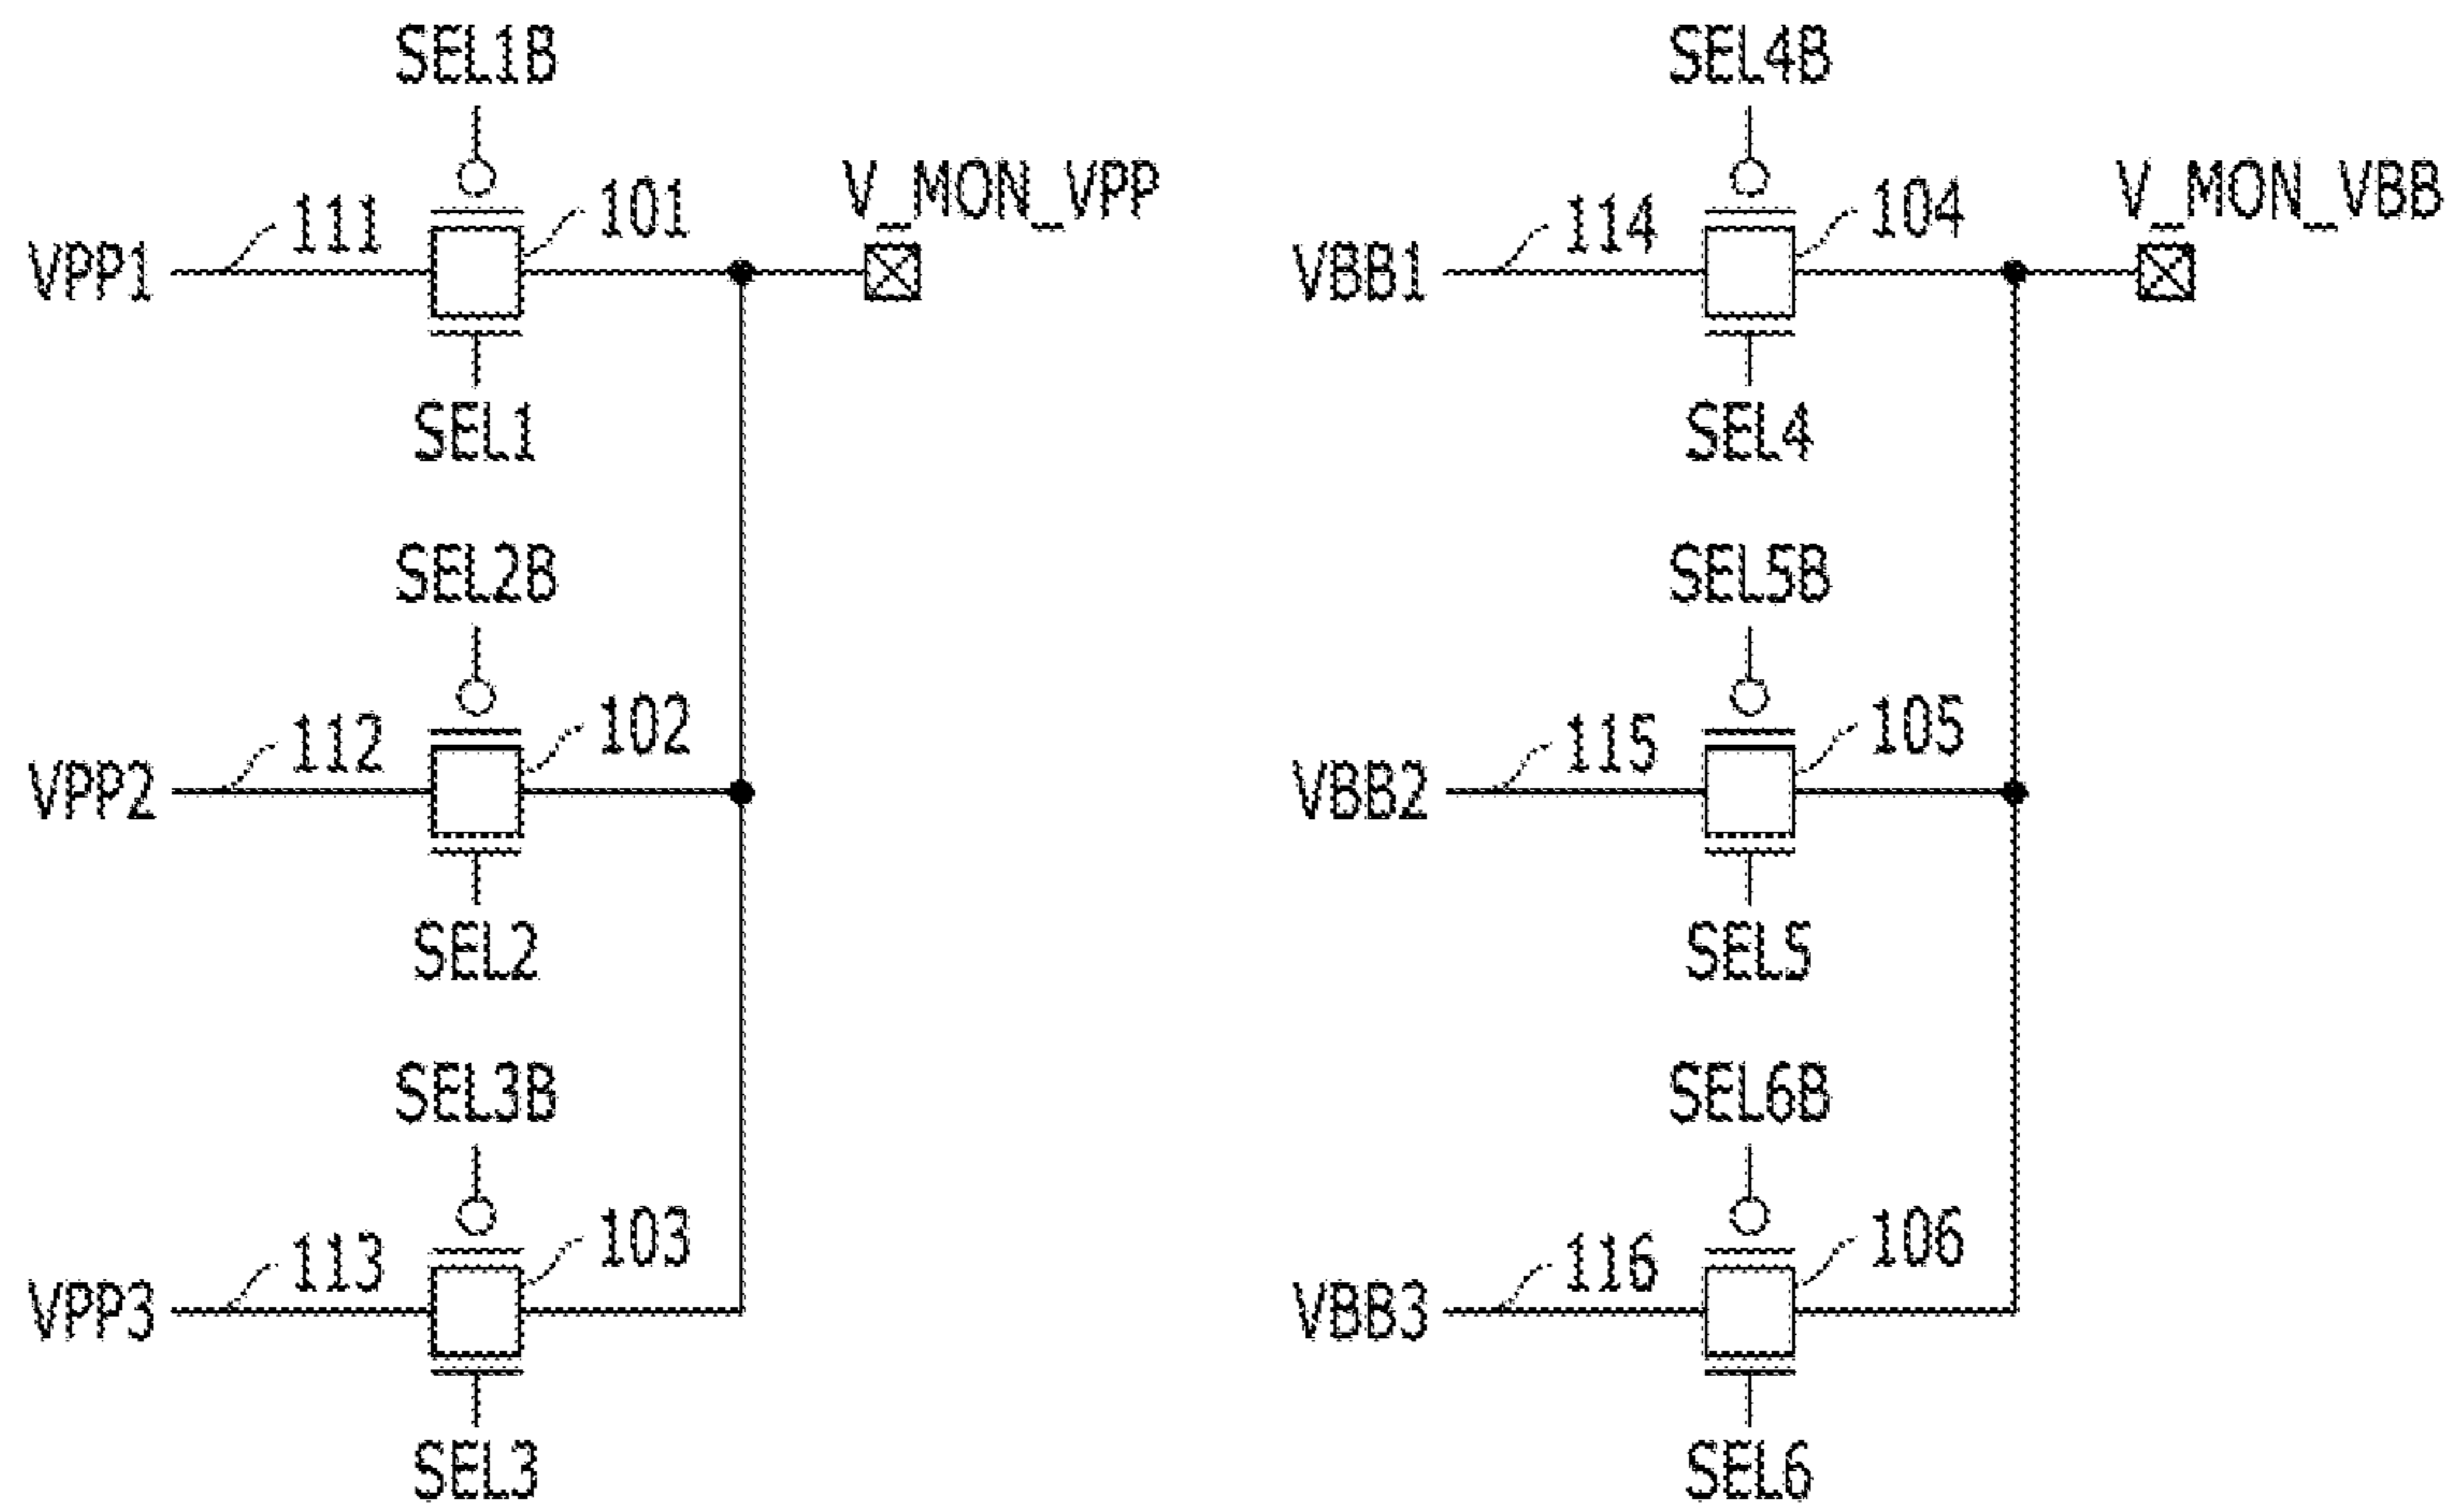 SEL1B
V_MON_VPP
111
101
VPP1
SEL1
SEL2B
112
102
VPP2
SEL2
SEL3B
113
103
VPP3
SEL3
SEL4B
V_MON_VBB
114
104
VBB1
SEL4
SEL5B
115
105
VBB2
SEL5
SEL6B
116
106
VBB3
SEL6